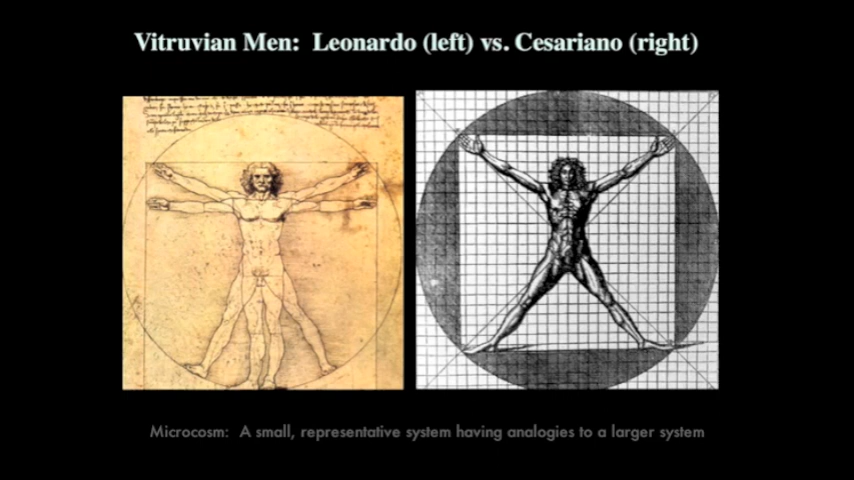 Vitruvian Men: Leonardo (left) vs. Cesariano (right)
Microcosm: A small, representative system having analogies to a larger system